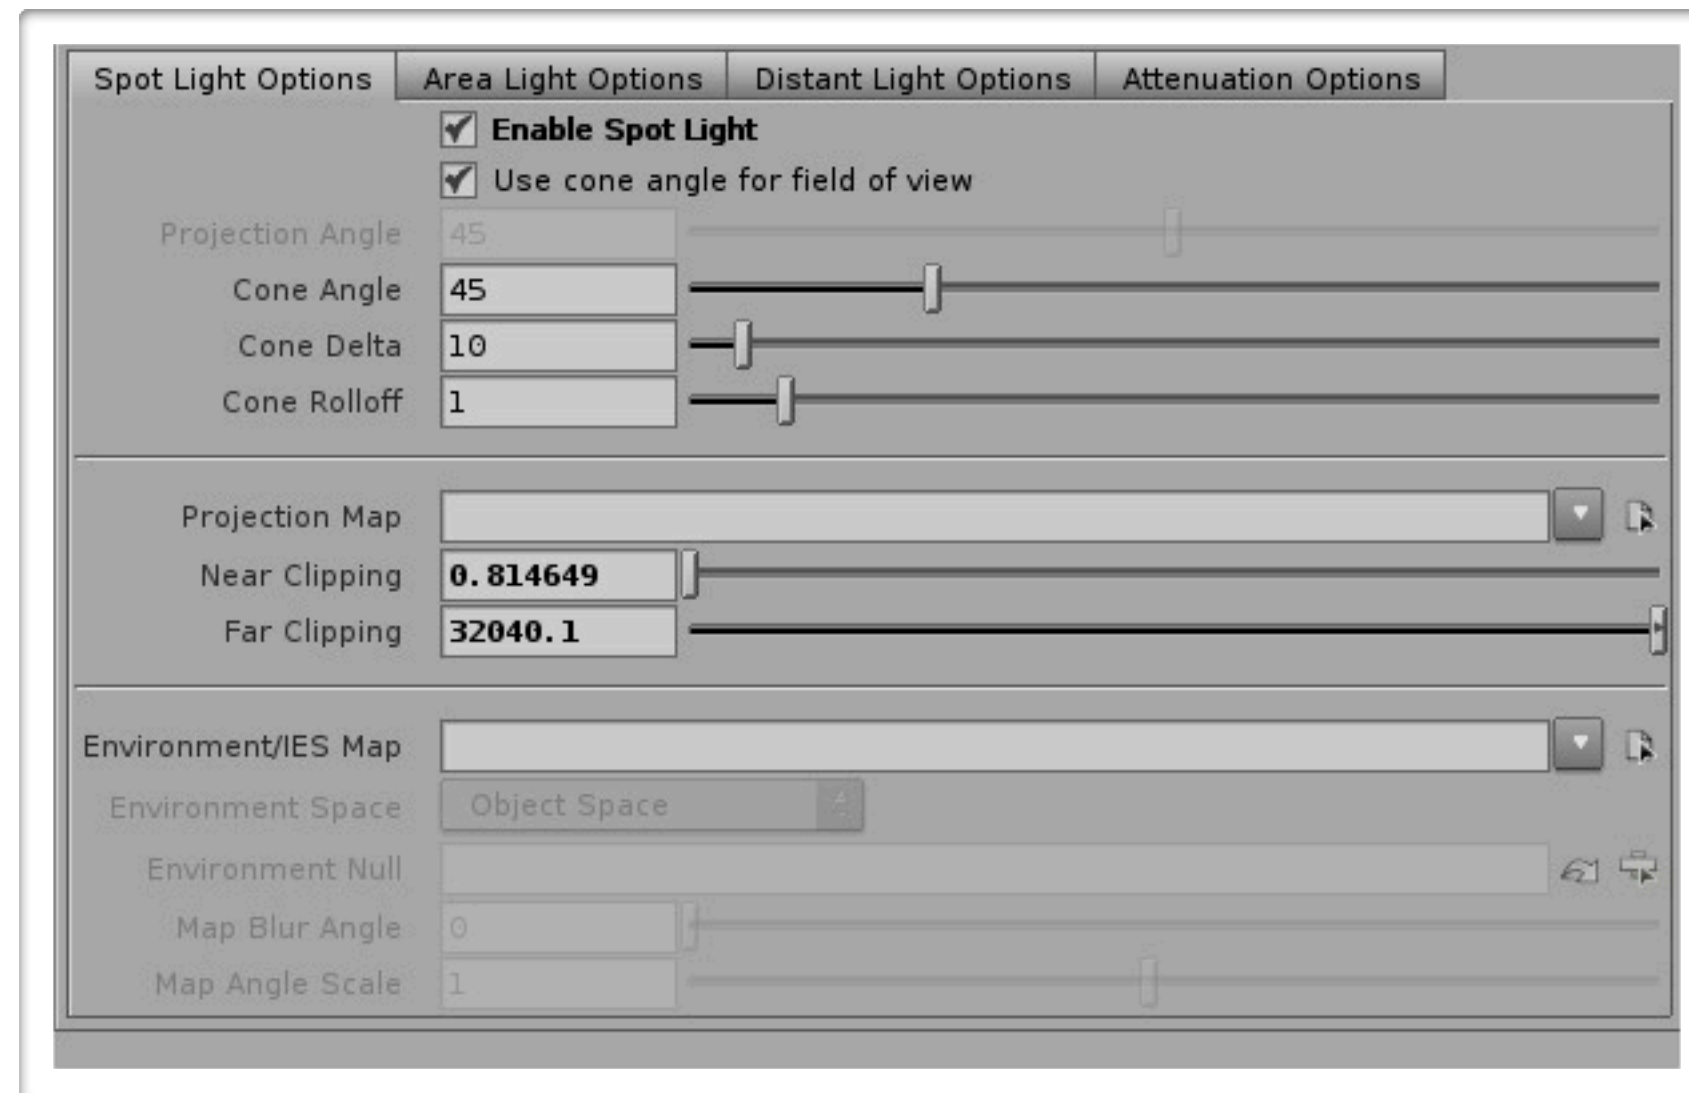 Spot Light Options Area Light Options Distant Light Options Attenuation Options
Enable Spot Light
Use cone angle for field of view
Projection Angle 45
Cone Angle 45
Cone Delta 10
Cone Rolloff 1
Projection Map
Near Clipping 0.814649
Far Clipping 32040.1
Environment/IES Map
Environment Space Object Space
Environment Null
Map Blur Angle 0
Map Angle Scale 1